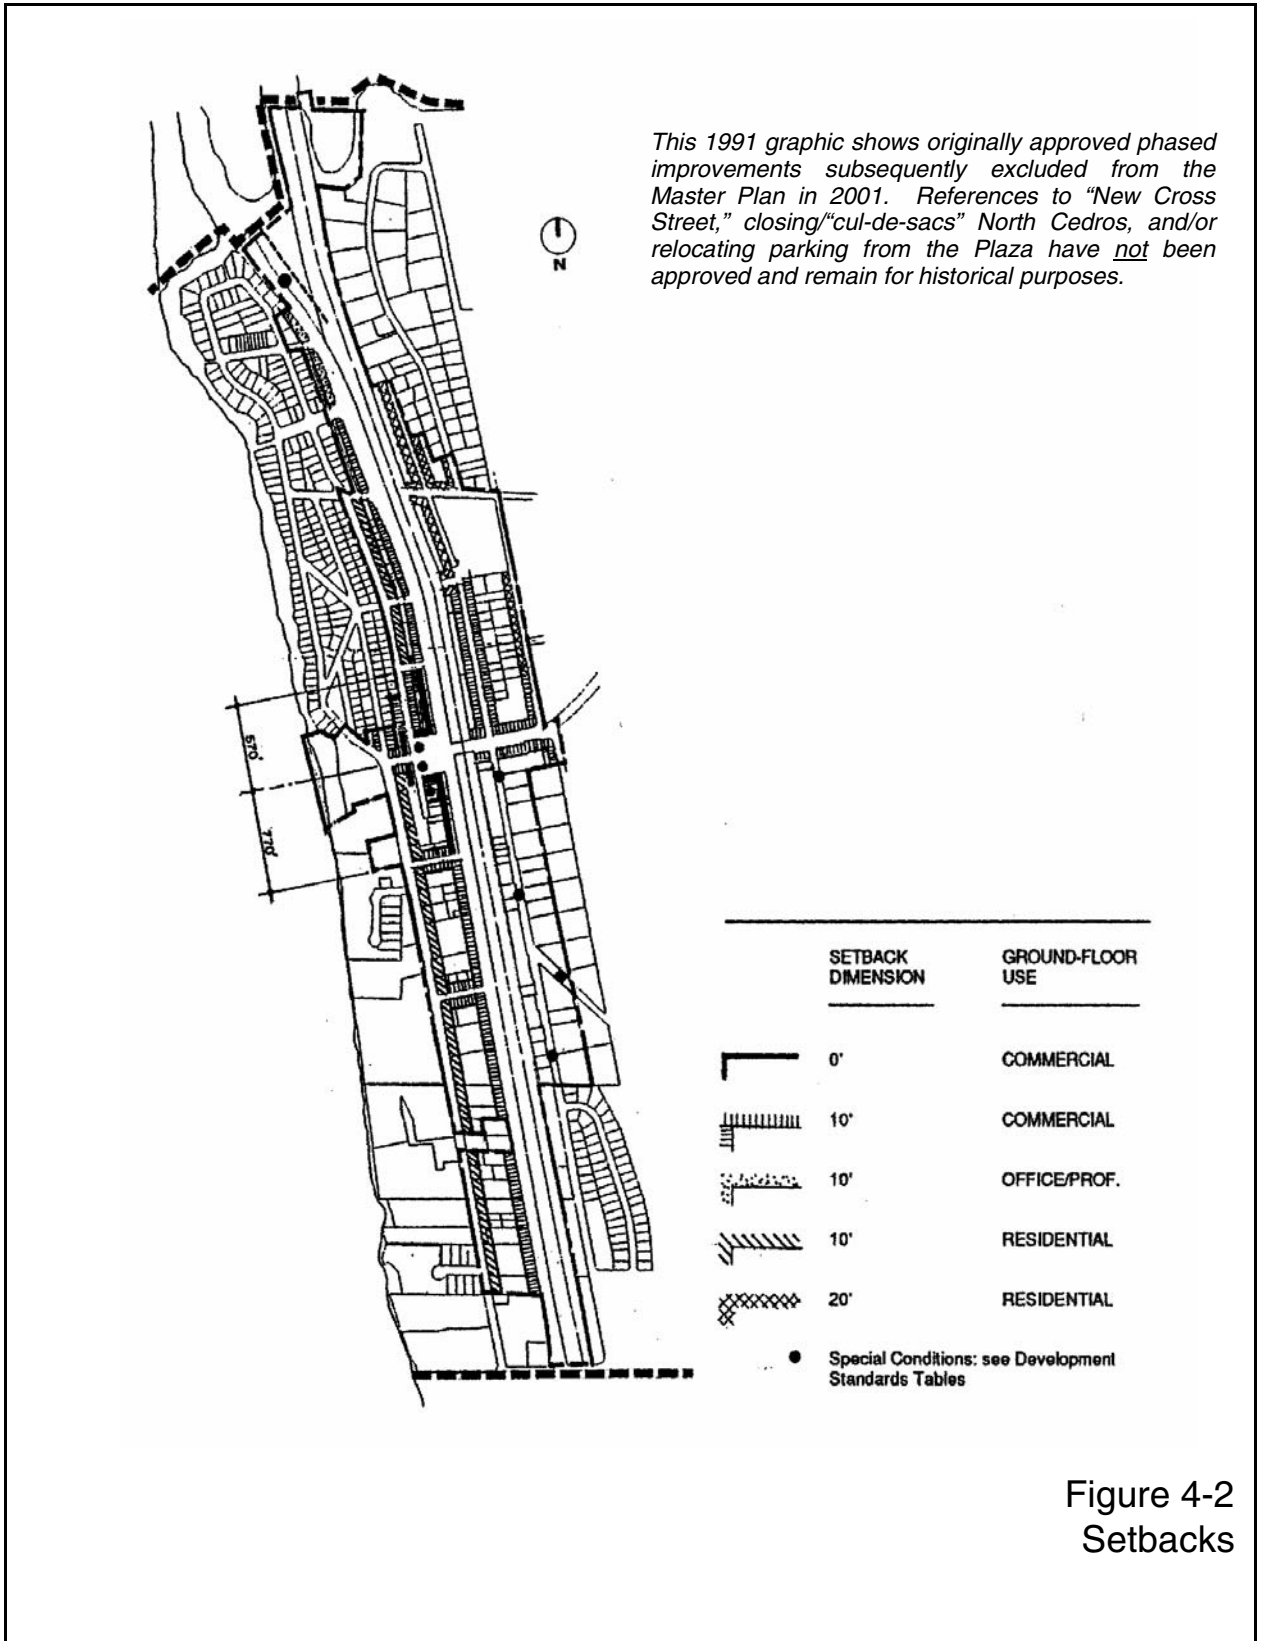 This 1991 graphic shows originally approved phased
improvements subsequently excluded from the
Master Plan in 2001. References to “New Cross
Street,” closing/“cul-de-sacs” North Cedros, and/or
relocating parking from the Plaza have not been
approved and remain for historical purposes.
N
570'
770'
SETBACK DIMENSION
GROUND-FLOOR USE
0' COMMERCIAL
10' COMMERCIAL
10' OFFICE/PROF.
10' RESIDENTIAL
20' RESIDENTIAL
Special Conditions: see Development
Standards Tables
Figure 4-2
Setbacks